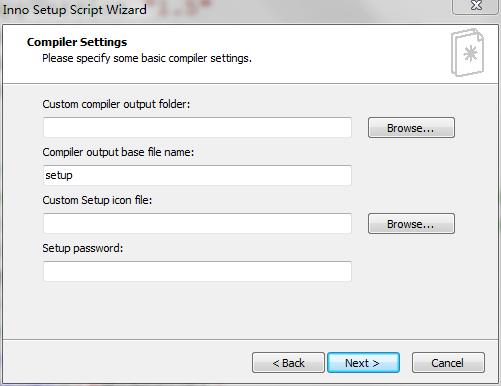 Inno Setup Script Wizard
Compiler Settings
Please specify some basic compiler settings.
Custom compiler output folder:
Browse...
Compiler output base file name:
setup
Custom Setup icon file:
Browse...
Setup password:
< Back
Next >
Cancel